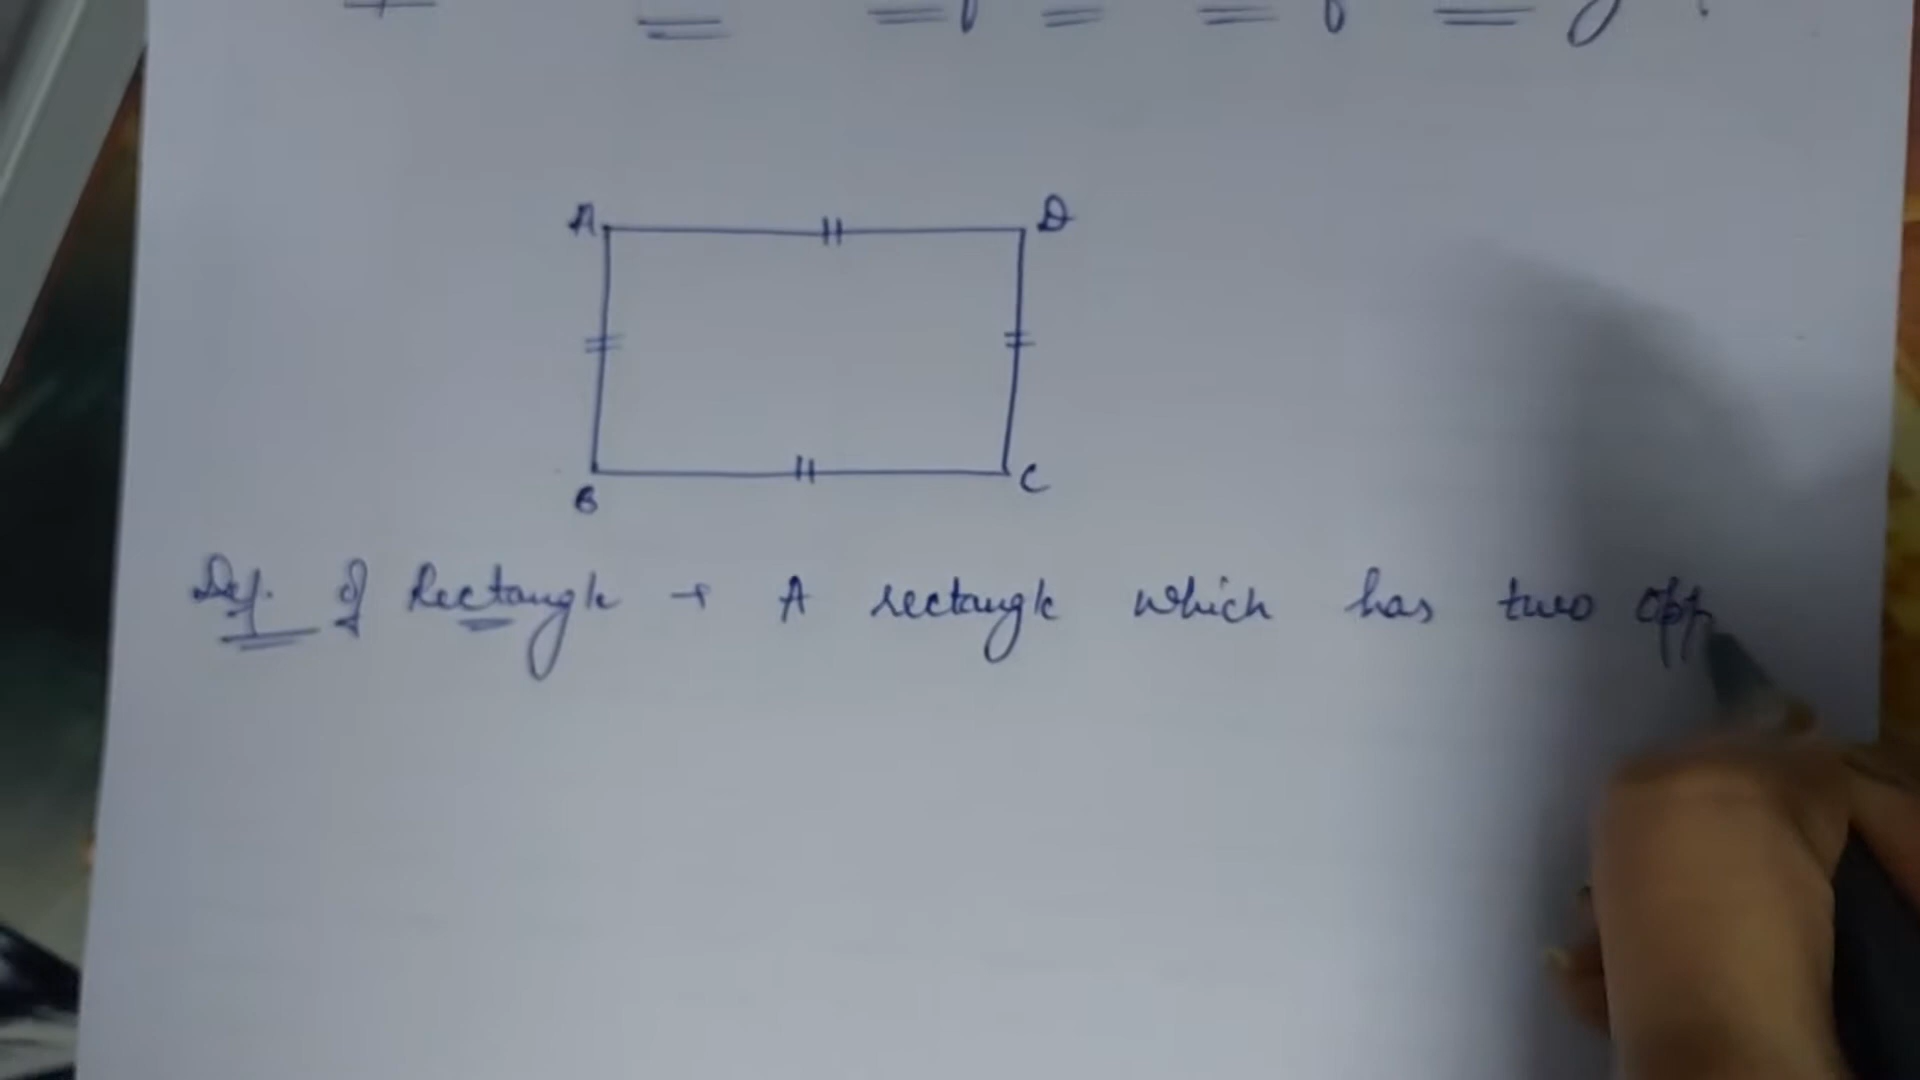 A D
B C
Def. of Rectangle → A rectangle which has two opp